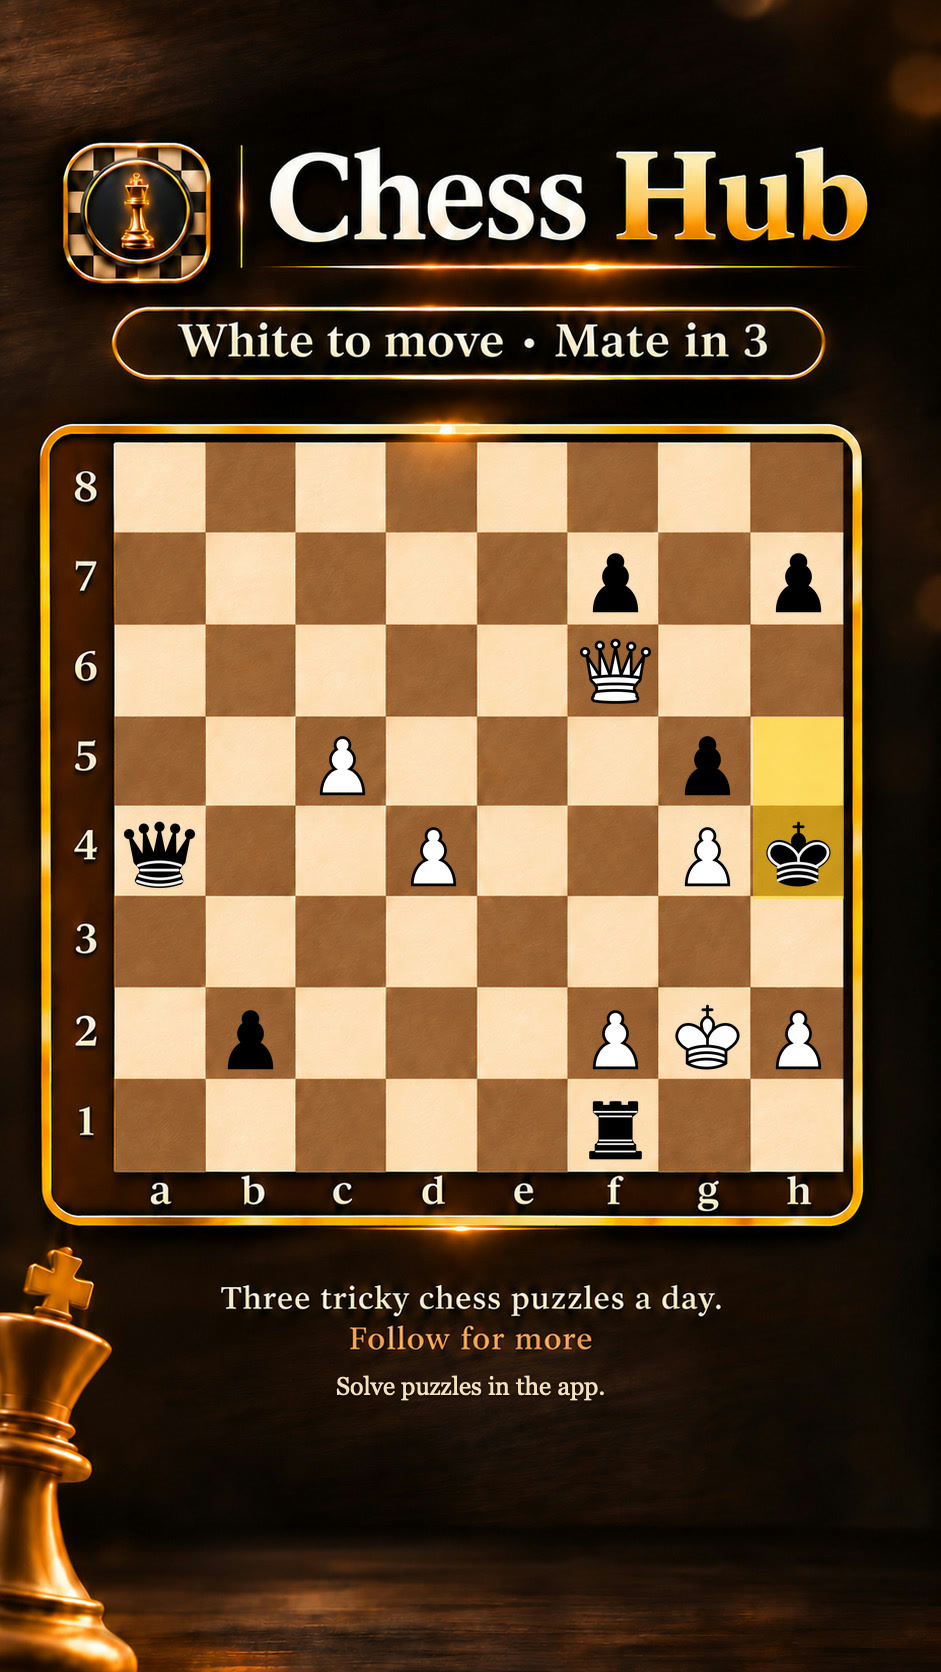 Chess Hub
White to move • Mate in 3
8
7
6
5
4
3
2
1
a b c d e f g h
Three tricky chess puzzles a day.
Follow for more
Solve puzzles in the app.